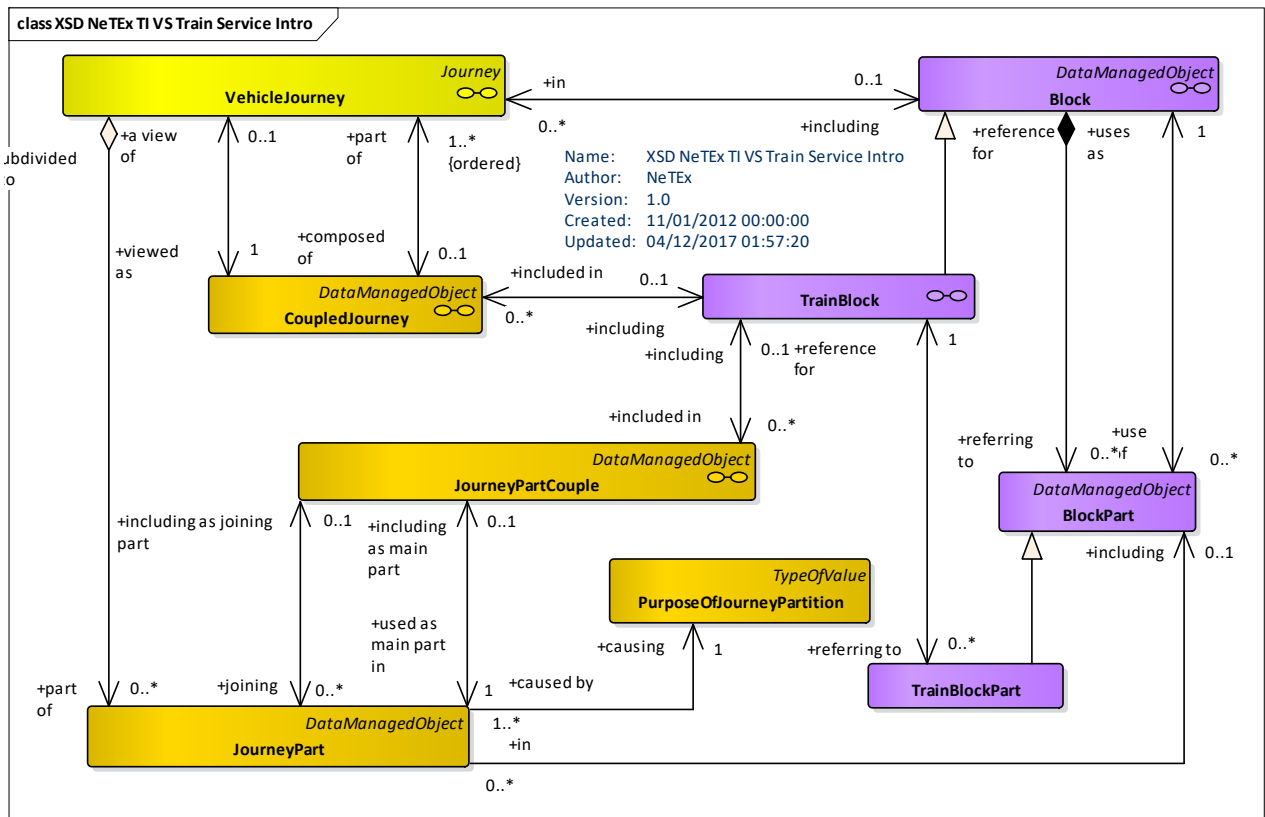 class XSD NeTEx TI VS Train Service Intro
Journey
VehicleJourney
DataManagedObject
Block
+in
0..1
0..*
+including
+a view
of
0..1
+part
of
1..*
{ordered}
+reference
for
+uses
as
1
ubdivided
o
Name: XSD NeTEx TI VS Train Service Intro
Author: NeTEx
Version: 1.0
Created: 11/01/2012 00:00:00
Updated: 04/12/2017 01:57:20
+viewed
as
1
+composed
of
0..1
+included in
0..1
DataManagedObject
CoupledJourney
0..*
+including
TrainBlock
+including
0..1
+reference
for
1
+included in
0..*
+referring
to
0..*
+use
f
0..*
DataManagedObject
JourneyPartCouple
DataManagedObject
BlockPart
+including as joining
part
0..1
+including
as main
part
0..1
+including
0..1
TypeOfValue
PurposeOfJourneyPartition
+used as
main part
in
+causing
1
+referring to
0..*
TrainBlockPart
+part
of
0..*
+joining
0..*
1
+caused by
DataManagedObject
JourneyPart
1..*
+in
0..*